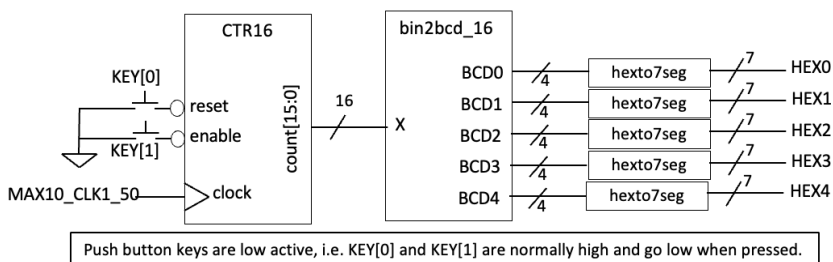 CTR16
bin2bcd_16
KEY[0]
reset
enable
KEY[1]
MAX10_CLK1_50
clock
count[15:0]
16
X
BCD0
4
hexto7seg
7
HEX0
BCD1
4
hexto7seg
7
HEX1
BCD2
4
hexto7seg
7
HEX2
BCD3
4
hexto7seg
7
HEX3
BCD4
4
hexto7seg
7
HEX4
Push button keys are low active, i.e. KEY[0] and KEY[1] are normally high and go low when pressed.